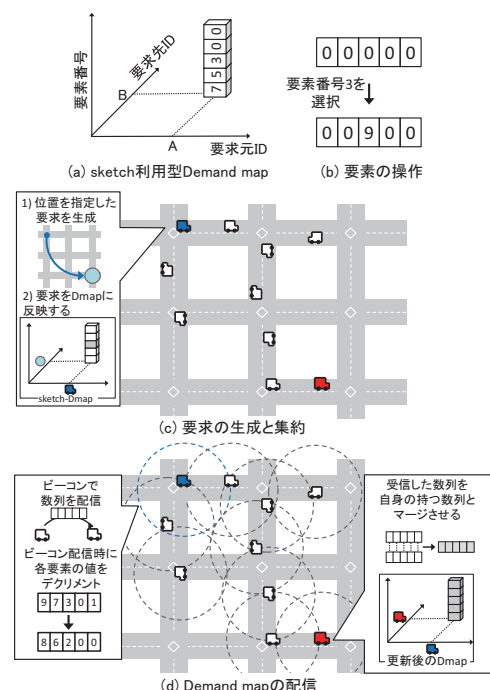 要素番号
要求先ID
B
0
0
3
5
7
A
要求元ID
(a) sketch利用型Demand map
0 0 0 0 0
要素番号3を
選択
0 0 9 0 0
(b) 要素の操作
1) 位置を指定した
要求を生成
2) 要求をDmapに
反映する
sketch-Dmap
(c) 要求の生成と集約
ビーコンで
数列を配信
ビーコン配信時に
各要素の値を
デクリメント
9 7 3 0 1
8 6 2 0 0
受信した数列を
自身の持つ数列と
マージさせる
更新後のDmap
(d) Demand mapの配信